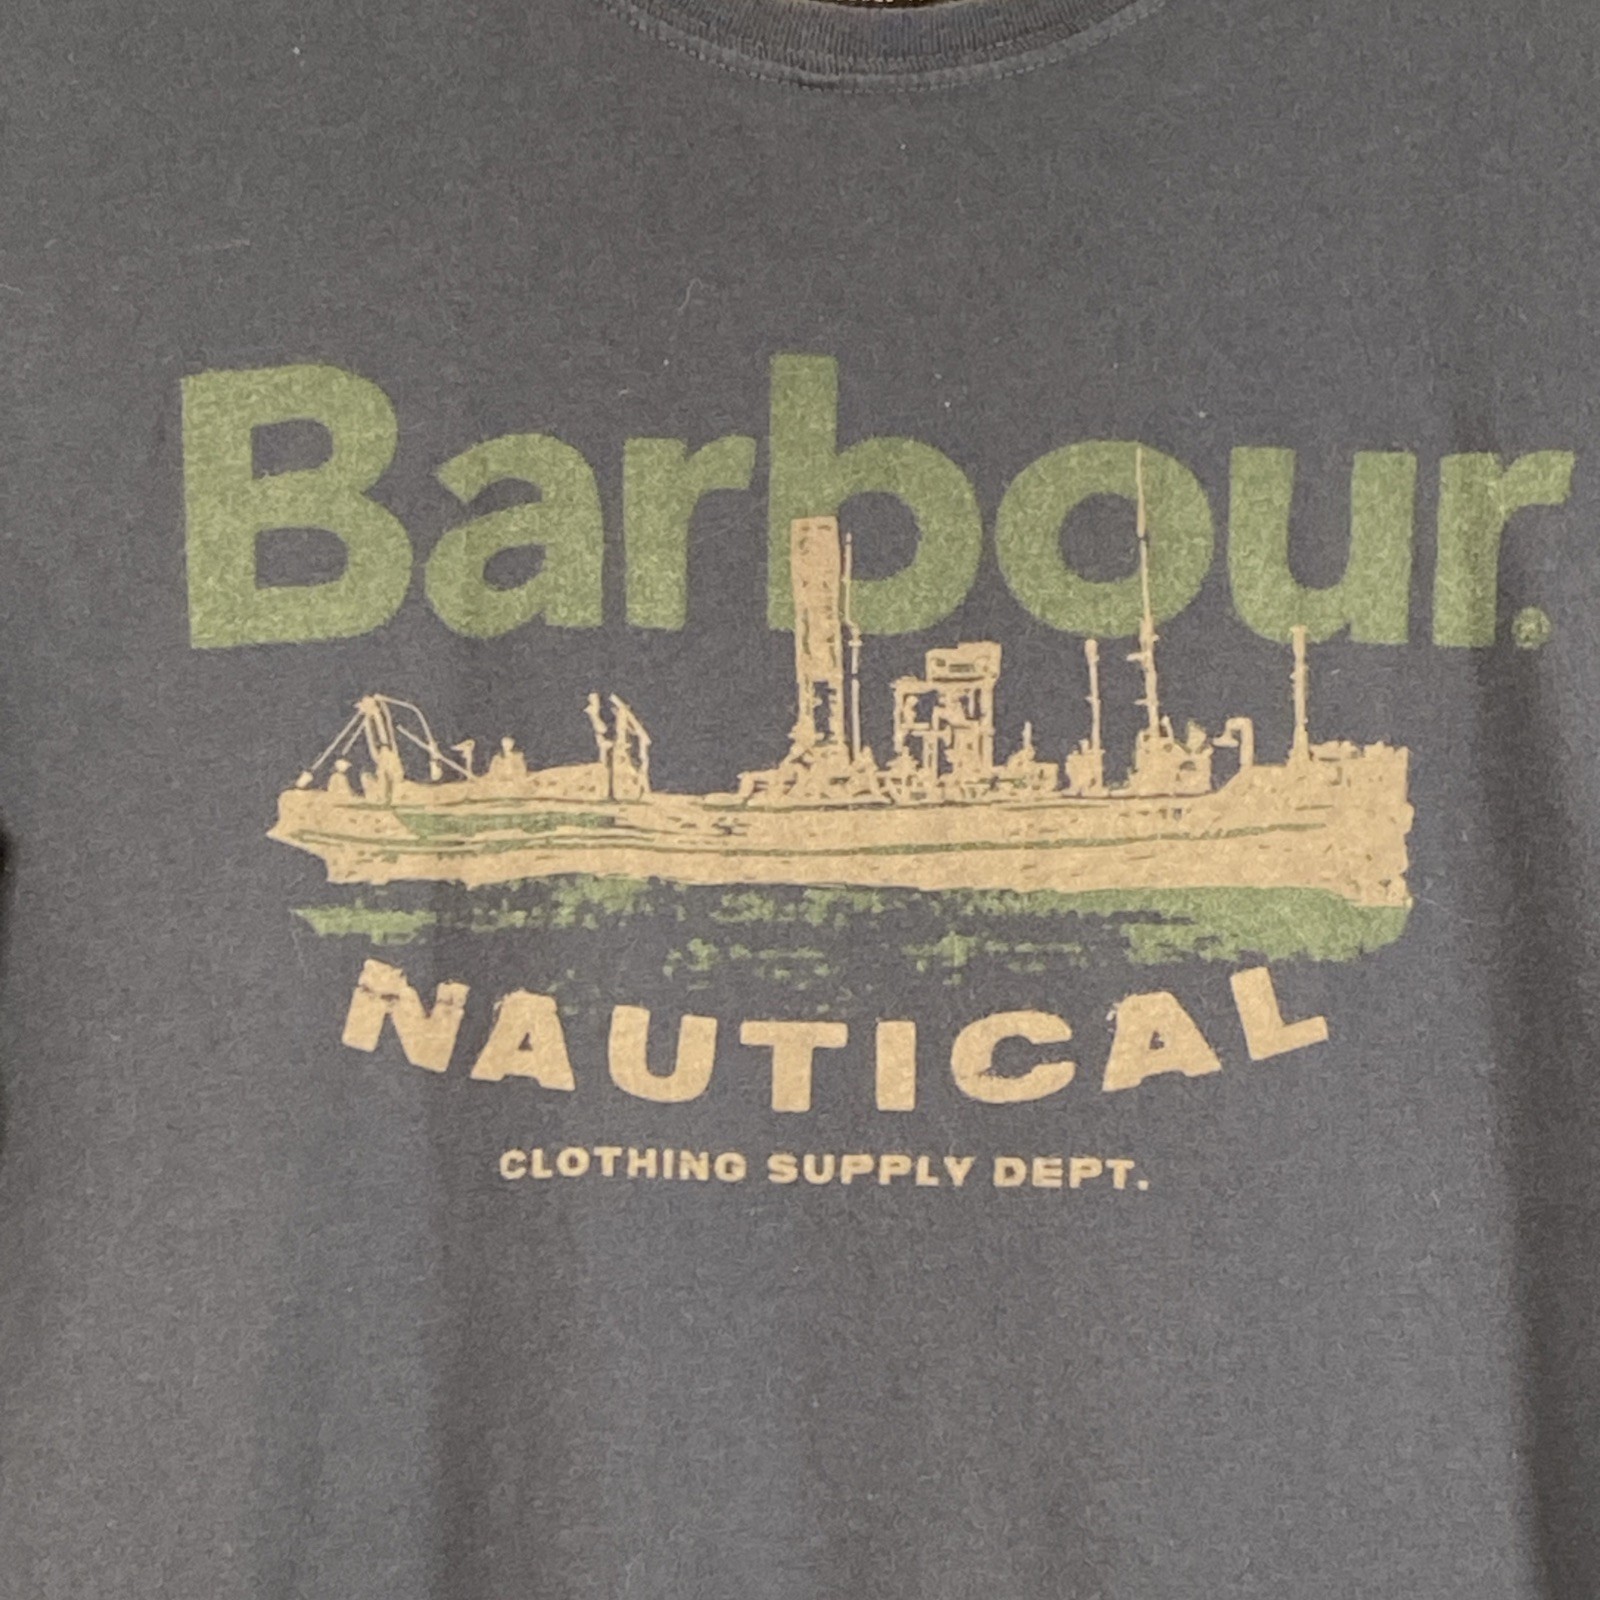 Barbour®
NAUTICAL
CLOTHING SUPPLY DEPT.